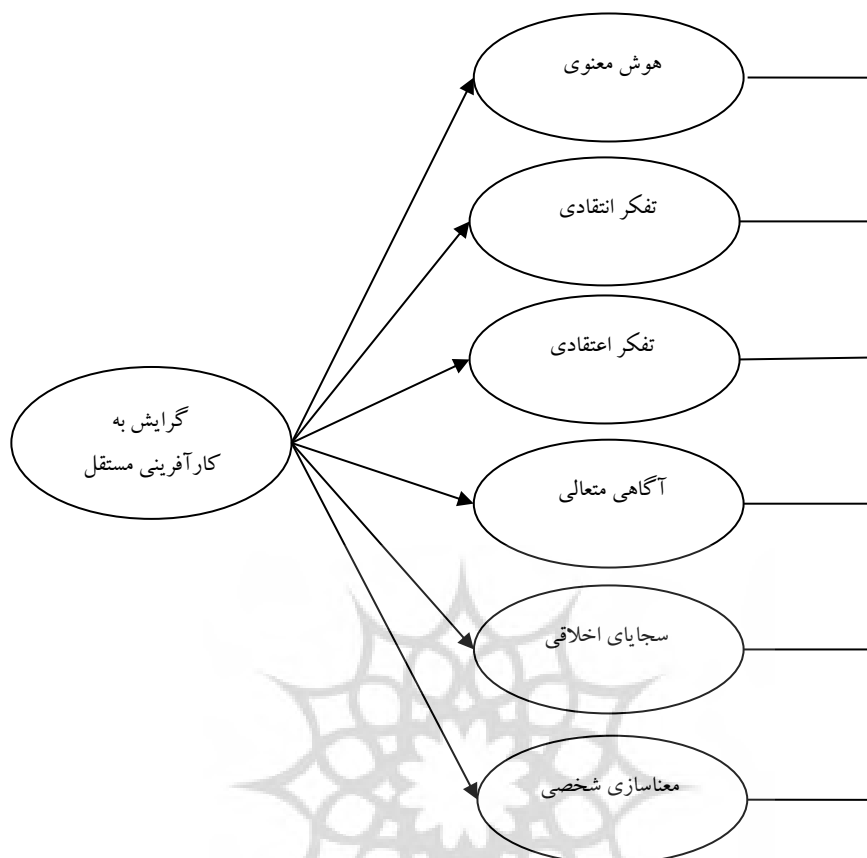 هوش معنوی
تفکر انتقادی
تفکر اعتقادی
گرایش به
کارآفرینی مستقل
آگاهی متعالی
سجایای اخلاقی
معناسازی شخصی